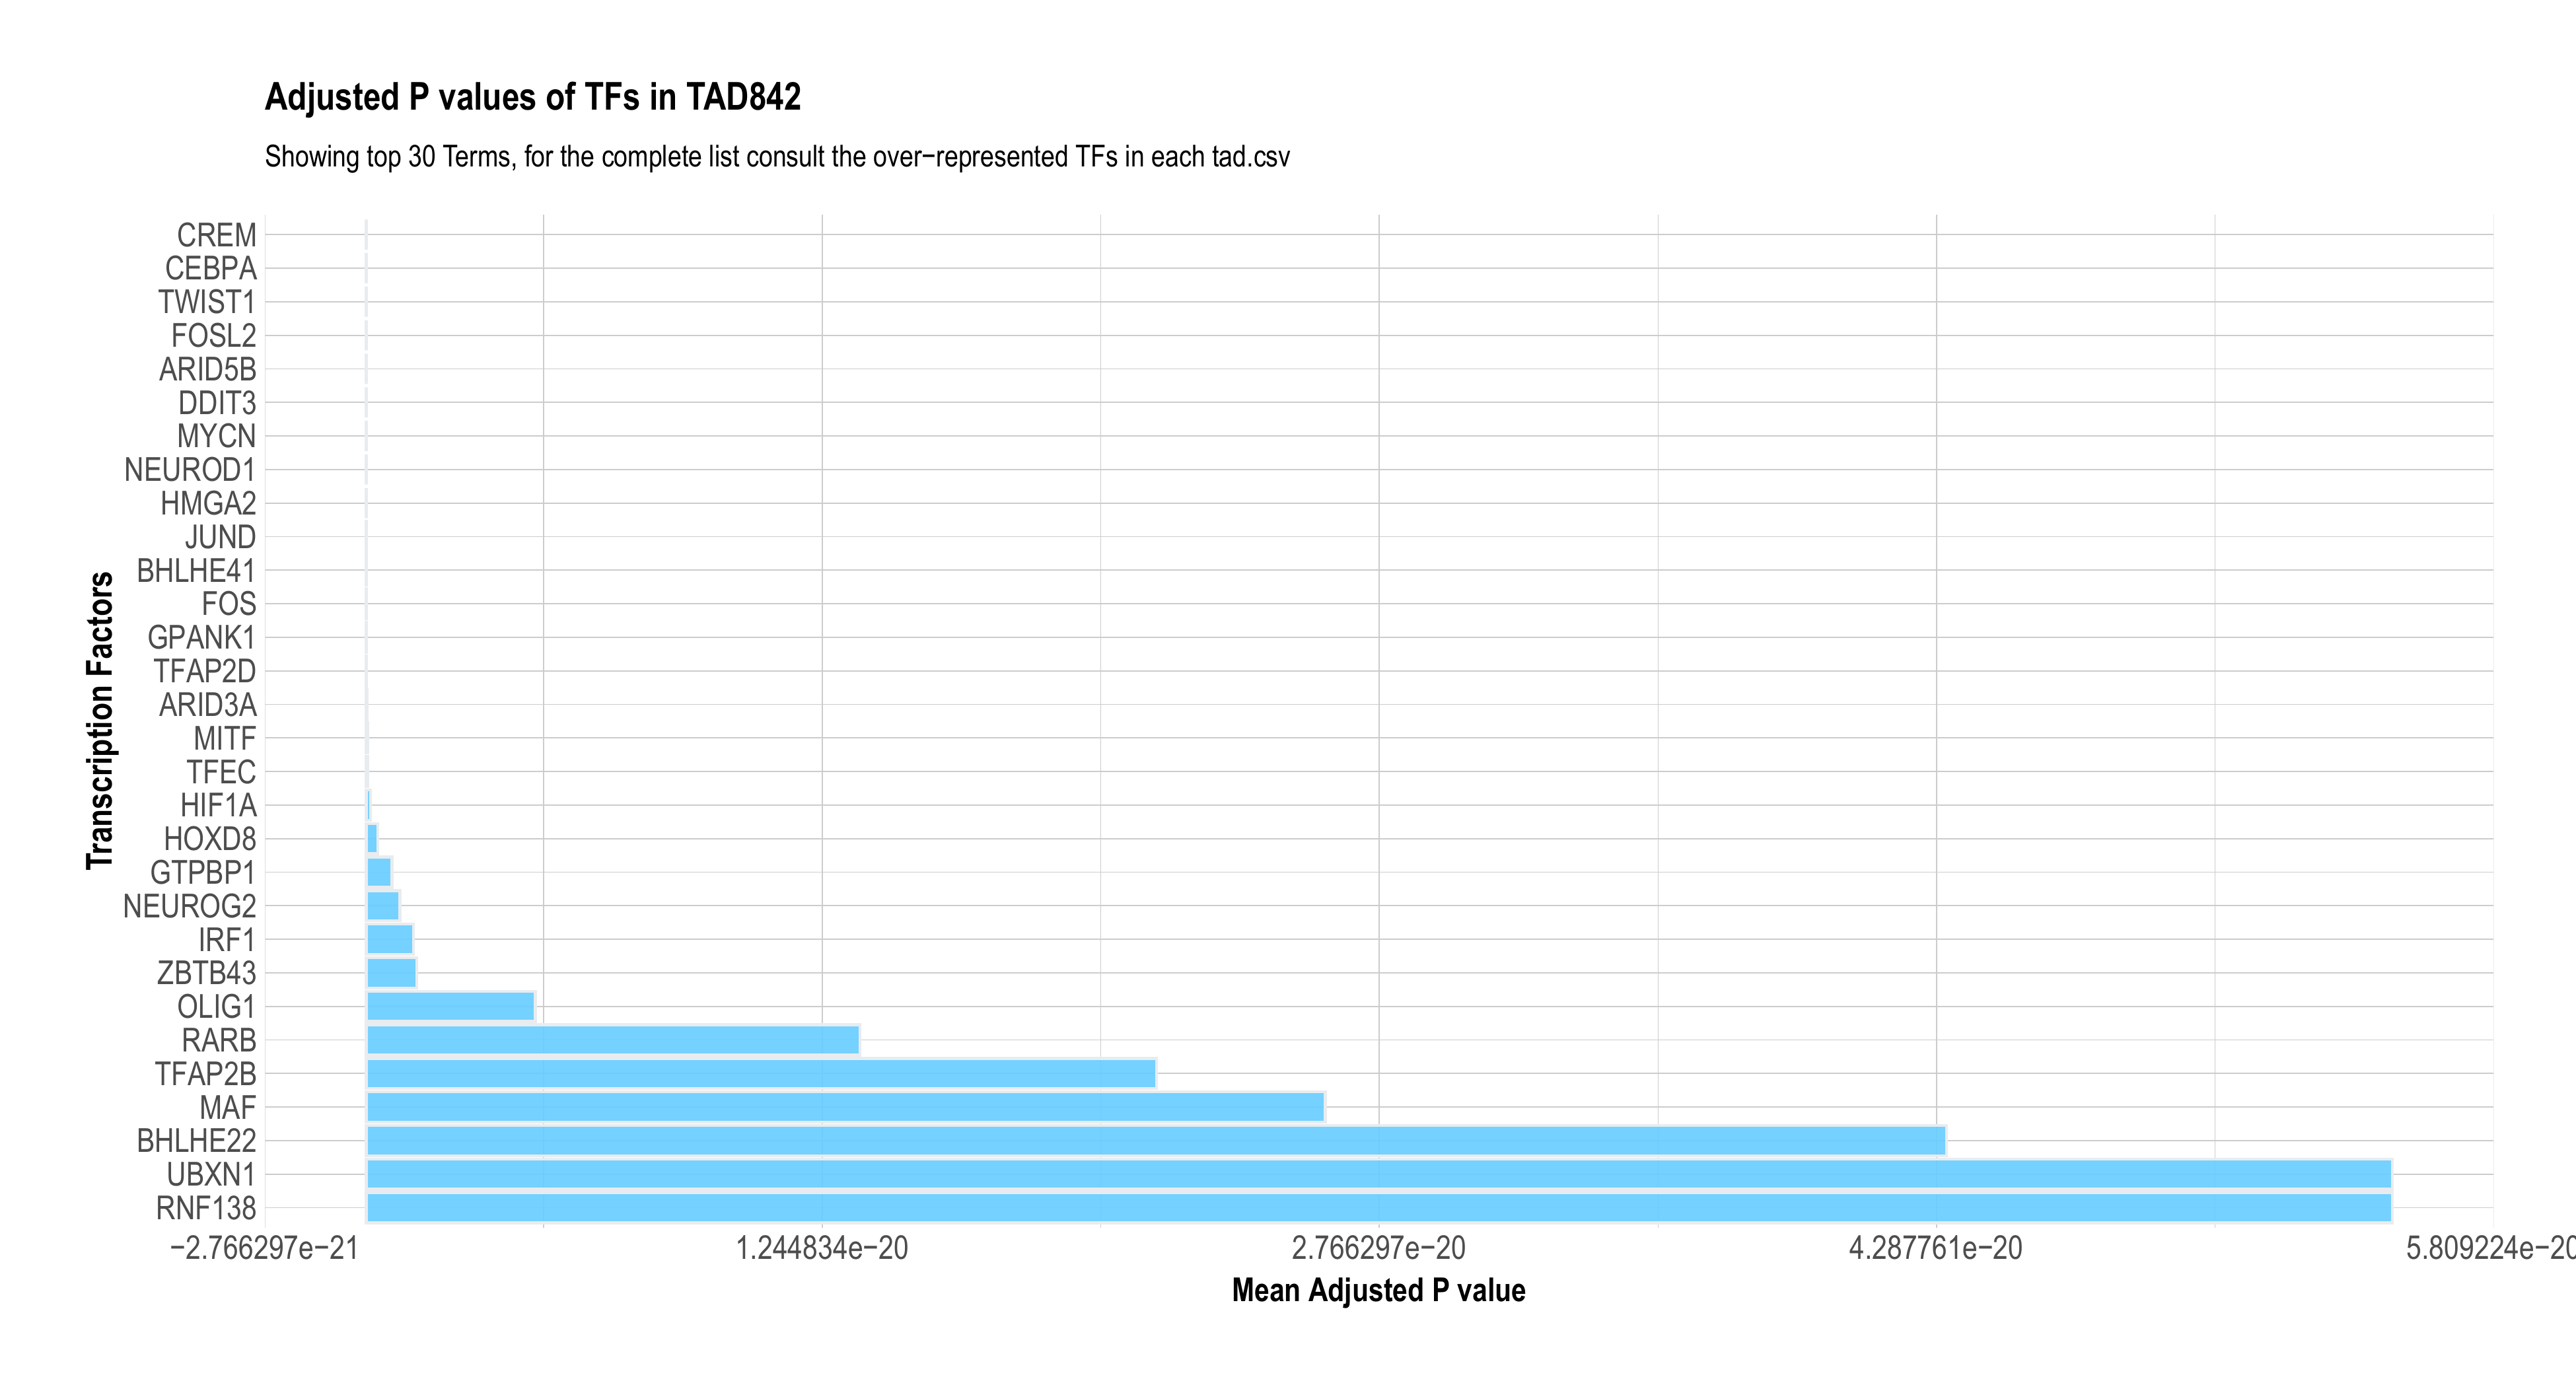 Adjusted P values of TFs in TAD842
Showing top 30 Terms, for the complete list consult the over−represented TFs in each tad.csv
Transcription Factors
CREM
CEBPA
TWIST1
FOSL2
ARID5B
DDIT3
MYCN
NEUROD1
HMGA2
JUND
BHLHE41
FOS
GPANK1
TFAP2D
ARID3A
MITF
TFEC
HIF1A
HOXD8
GTPBP1
NEUROG2
IRF1
ZBTB43
OLIG1
RARB
TFAP2B
MAF
BHLHE22
UBXN1
RNF138
−2.766297e−21 1.244834e−20 2.766297e−20 4.287761e−20 5.809224e−20
Mean Adjusted P value